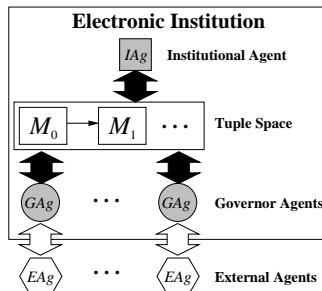 Electronic Institution
IAg Institutional Agent
M0 M1 ... Tuple Space
GAg ... GAg Governor Agents
EAg ... EAg External Agents